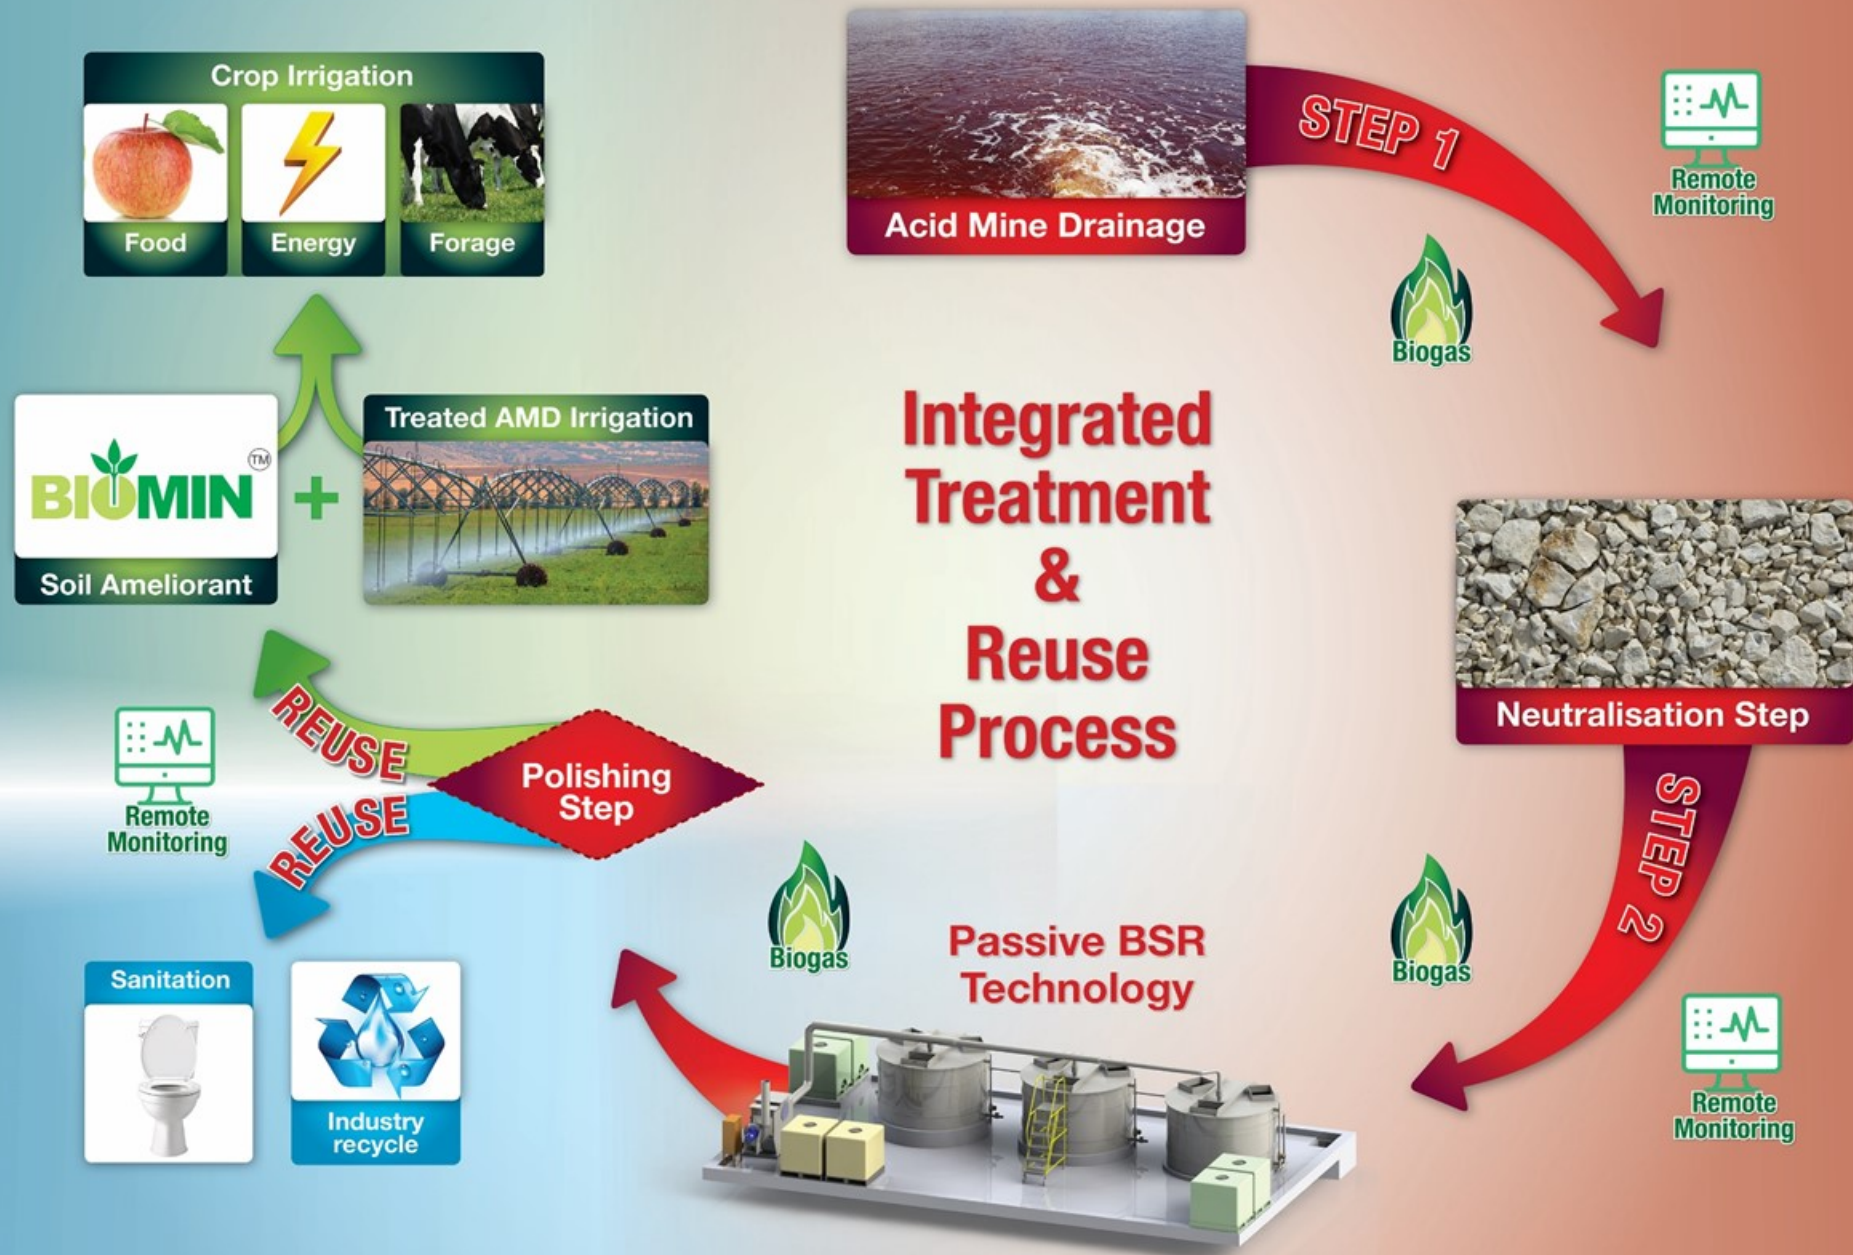 Crop Irrigation
Food
Energy
Forage
Acid Mine Drainage
STEP 1
Remote
Monitoring
Biogas
BIOMIN
TM
Soil Ameliorant
+
Treated AMD Irrigation
Integrated
Treatment
&
Reuse
Process
Neutralisation Step
STEP 2
REUSE
REUSE
Polishing
Step
Remote
Monitoring
Biogas
Passive BSR
Technology
Biogas
Remote
Monitoring
Sanitation
Industry
recycle